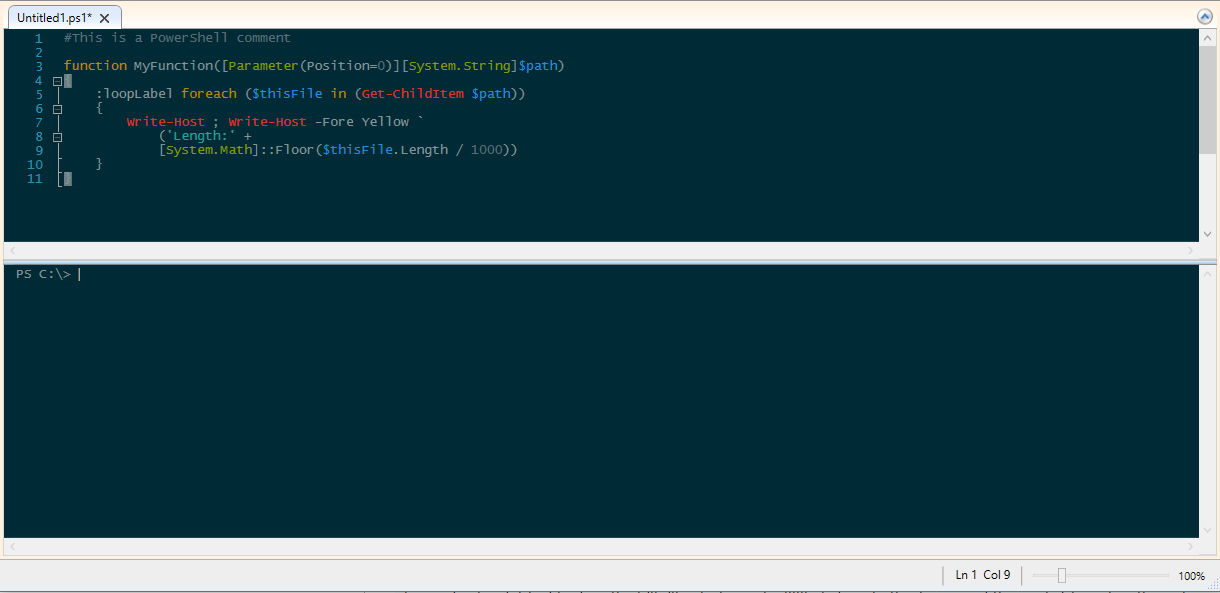 Untitled1.ps1*
1 #This is a PowerShell comment
2
3 function MyFunction([Parameter(Position=0)][System.String]$path)
4 {
5     :loopLabel foreach ($thisFile in (Get-ChildItem $path))
6     {
7         Write-Host ; Write-Host -Fore Yellow `
8             ('Length:' +
9             [System.Math]::Floor($thisFile.Length / 1000))
10     }
11 }
PS C:\>
Ln 1 Col 9 100%